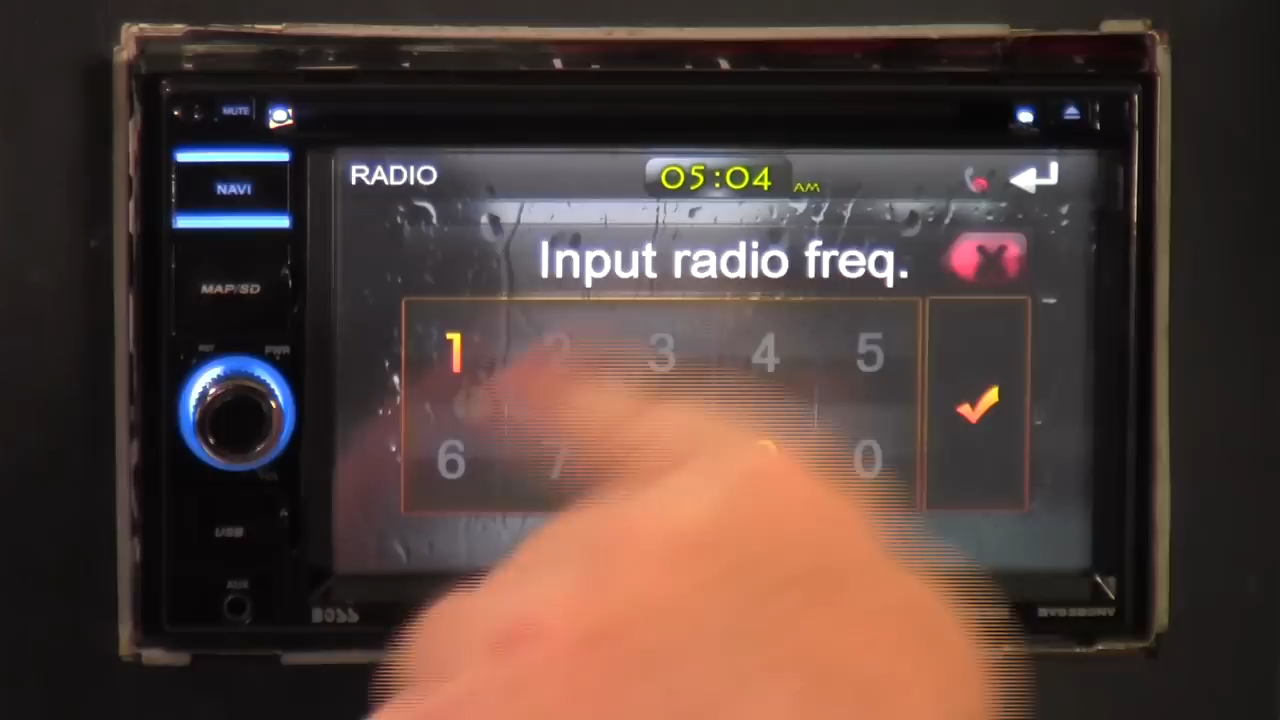 MUTE
NAVI
RADIO 05:04 AM
Input radio freq.
MAP/SD
1 2 3 4 5
6 7 0
PWR
USB
AUX
BOSS